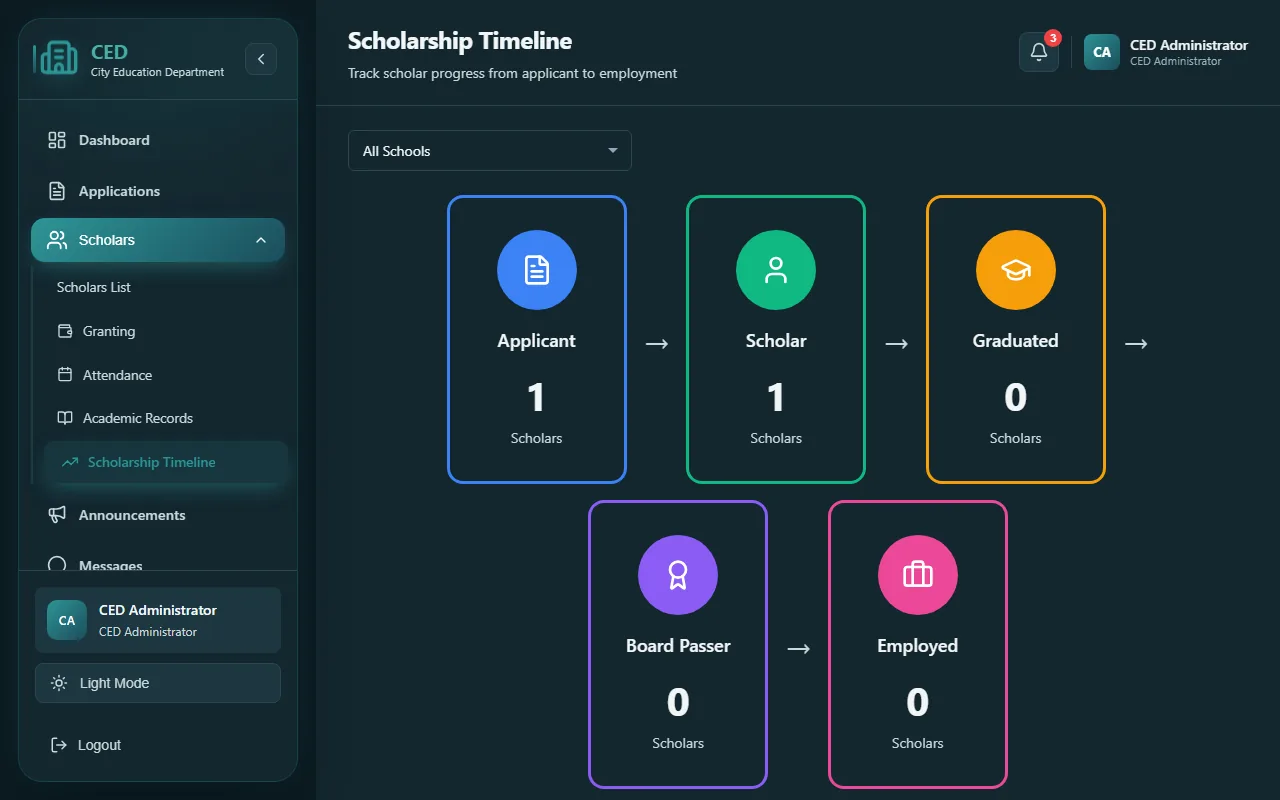 CED
City Education Department
Dashboard
Applications
Scholars
Scholars List
Granting
Attendance
Academic Records
Scholarship Timeline
Announcements
Messages
CA
CED Administrator
CED Administrator
Light Mode
Logout
Scholarship Timeline
Track scholar progress from applicant to employment
3
CA
CED Administrator
CED Administrator
All Schools
Applicant
1
Scholars
→
Scholar
1
Scholars
→
Graduated
0
Scholars
→
Board Passer
0
Scholars
→
Employed
0
Scholars